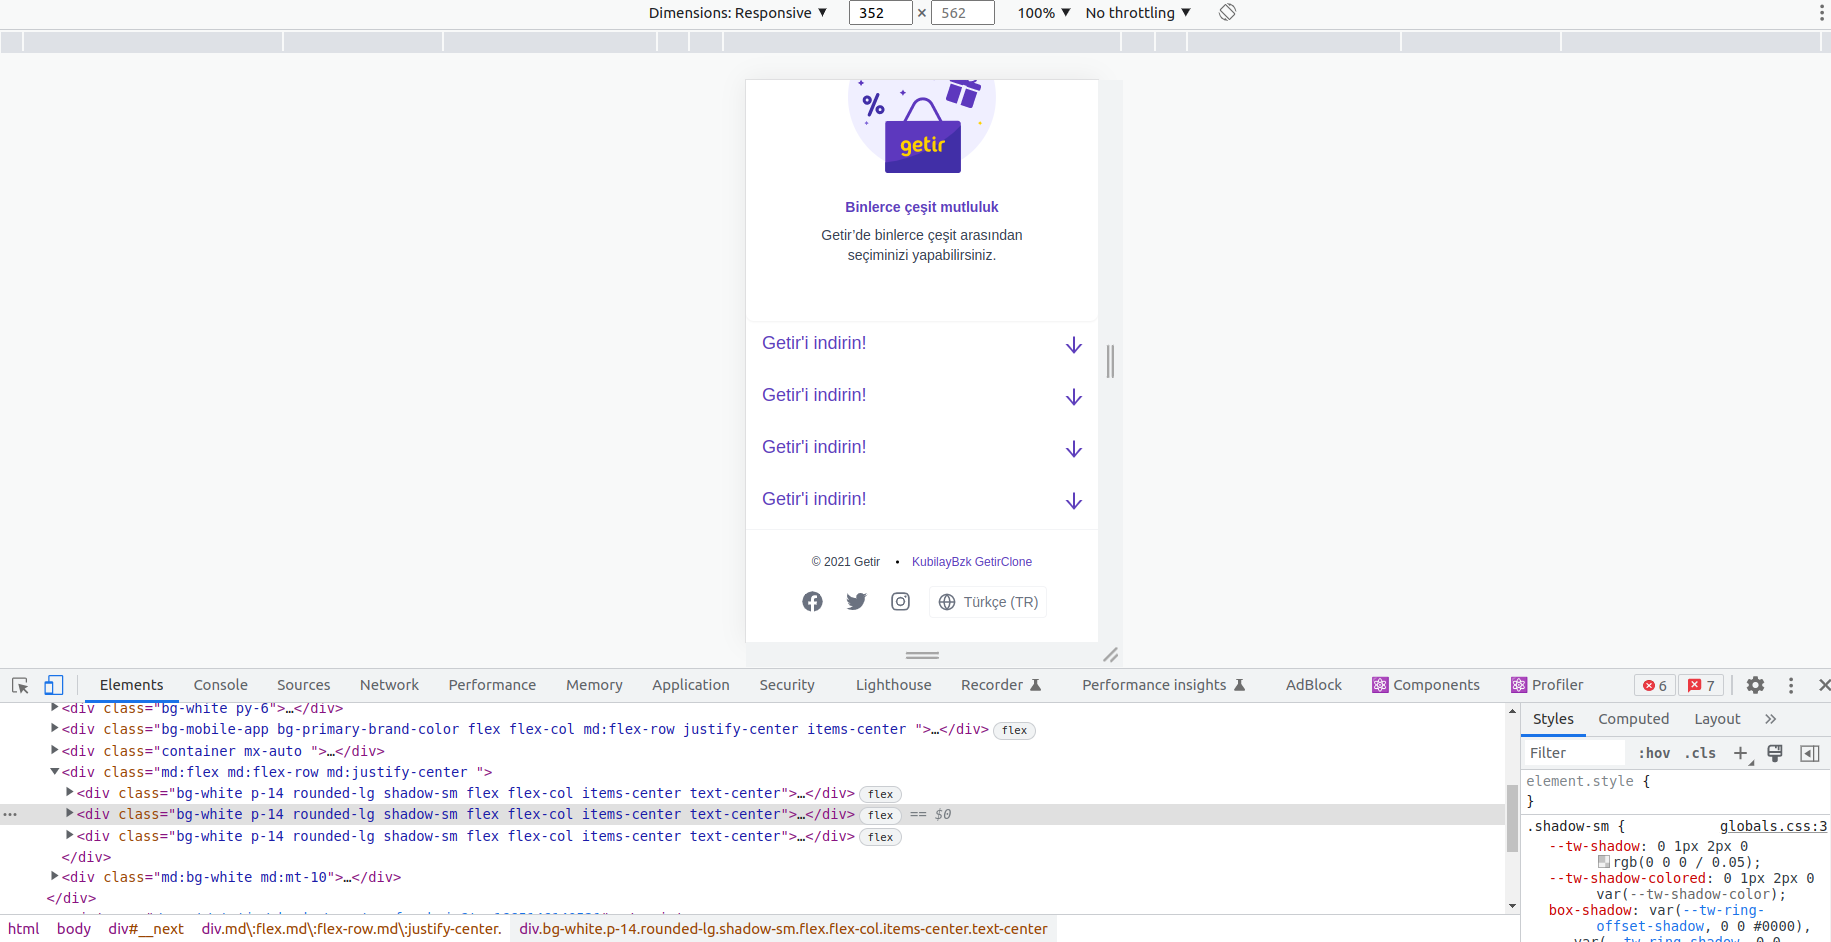 Dimensions: Responsive ▼ 352 × 562 100% ▼ No throttling ▼
%
getir
Binlerce çeşit mutluluk
Getir’de binlerce çeşit arasından
seçiminizi yapabilirsiniz.
Getir'i indirin!
Getir'i indirin!
Getir'i indirin!
Getir'i indirin!
© 2021 Getir • KubilayBzk GetirClone
Türkçe (TR)
Elements Console Sources Network Performance Memory Application Security Lighthouse Recorder Performance insights AdBlock Components Profiler 6 7
<div class="bg-white py-6">…</div>
<div class="bg-mobile-app bg-primary-brand-color flex flex-col md:flex-row justify-center items-center ">…</div> flex
<div class="container mx-auto ">…</div>
<div class="md:flex md:flex-row md:justify-center ">
<div class="bg-white p-14 rounded-lg shadow-sm flex flex-col items-center text-center">…</div> flex
<div class="bg-white p-14 rounded-lg shadow-sm flex flex-col items-center text-center">…</div> flex == $0
<div class="bg-white p-14 rounded-lg shadow-sm flex flex-col items-center text-center">…</div> flex
</div>
<div class="md:bg-white md:mt-10">…</div>
</div>
html body div#__next div.md\:flex.md\:flex-row.md\:justify-center. div.bg-white.p-14.rounded-lg.shadow-sm.flex.flex-col.items-center.text-center
Styles Computed Layout »
Filter :hov .cls +
element.style {
}
.shadow-sm { globals.css:3
--tw-shadow: 0 1px 2px 0
rgb(0 0 0 / 0.05);
--tw-shadow-colored: 0 1px 2px 0
var(--tw-shadow-color);
box-shadow: var(--tw-ring-
offset-shadow, 0 0 #0000),
var(--tw-ring-shadow, 0 0